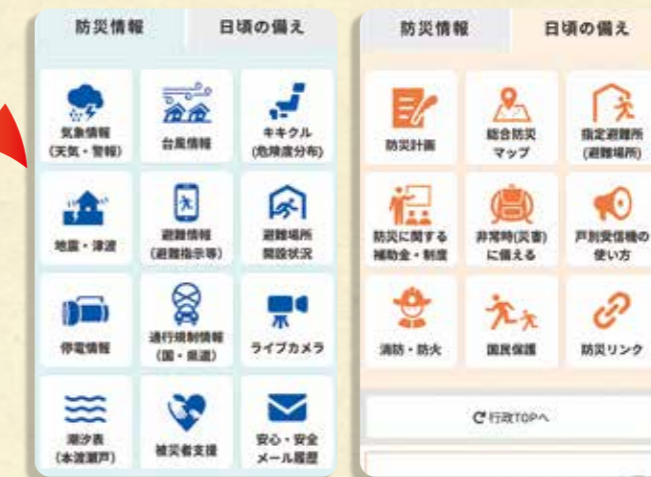 防災情報
日頃の備え
気象情報
(天気・警報)
台風情報
キキクル
(危険度分布)
地震・津波
避難情報
(避難指示等)
避難場所
開設状況
停電情報
通行規制情報
(国・県道)
ライブカメラ
潮汐表
(本渡瀬戸)
被災者支援
安心・安全
メール履歴
防災情報
日頃の備え
防災計画
総合防災
マップ
指定避難所
(避難場所)
防災に関する
補助金・制度
非常時(災害)
に備える
戸別受信機の
使い方
消防・防火
国民保護
防災リンク
行政TOPへ